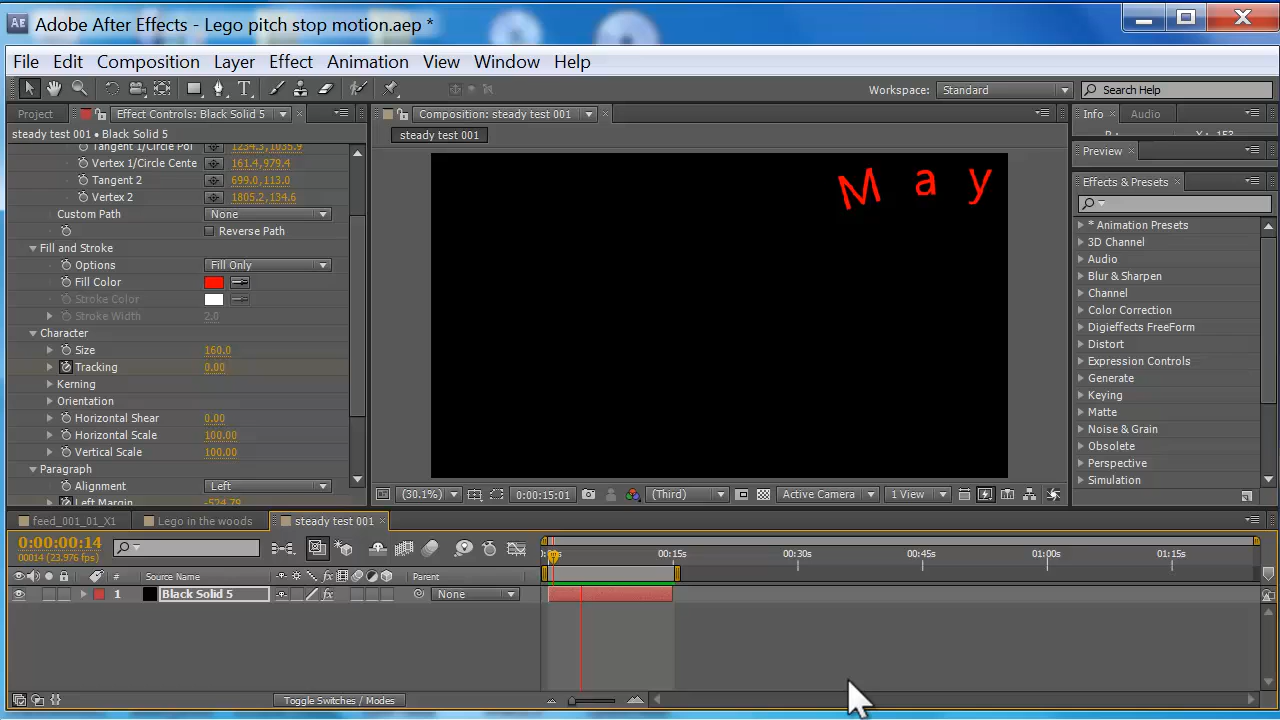 Adobe After Effects - Lego pitch stop motion.aep *
File Edit Composition Layer Effect Animation View Window Help
Workspace: Standard Search Help
Project Effect Controls: Black Solid 5 Composition: steady test 001 Info Audio
steady test 001 • Black Solid 5
steady test 001
Preview
Effects & Presets
M a y
Tangent 1/Circle Poi 1234.3,1035.9
Vertex 1/Circle Cente 161.4,979.4
Tangent 2 699.0,113.0
Vertex 2 1805.2,134.6
Custom Path None
Reverse Path
Fill and Stroke
Options Fill Only
Fill Color
Stroke Color
Stroke Width 2.0
Character
Size 160.0
Tracking 0.00
Kerning
Orientation
Horizontal Shear 0.00
Horizontal Scale 100.00
Vertical Scale 100.00
Paragraph
Alignment Left
Left Margin -574.79
* Animation Presets
3D Channel
Audio
Blur & Sharpen
Channel
Color Correction
Digieffects FreeForm
Distort
Expression Controls
Generate
Keying
Matte
Noise & Grain
Obsolete
Perspective
Simulation
(30.1%) 0:00:15:01 (Third) Active Camera 1 View
feed_001_01_X1 Lego in the woods steady test 001
0:00:00:14
00014 (23.976 fps)
00:15s 00:30s 00:45s 01:00s 01:15s
# Source Name Parent
1 Black Solid 5 None
Toggle Switches / Modes